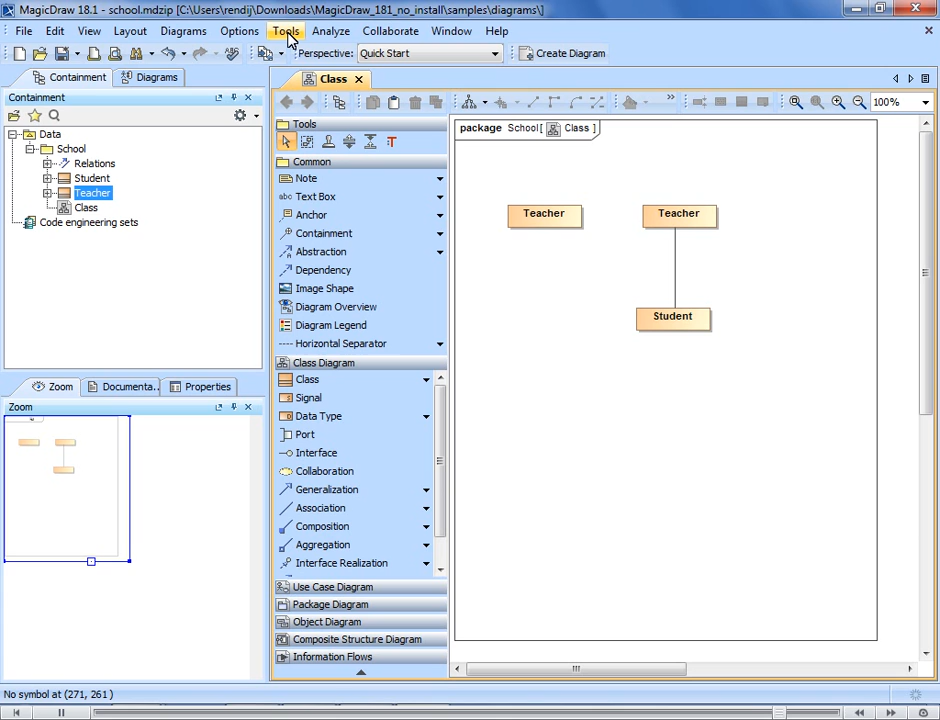 MagicDraw 18.1 - school.mdzip [C:\Users\rendij\Downloads\MagicDraw_181_no_install\samples\diagrams\]
File Edit View Layout Diagrams Options Tools Analyze Collaborate Window Help
Perspective: Quick Start Create Diagram
Containment Diagrams
Containment
Data
School
Relations
Student
Teacher
Class
Code engineering sets
Zoom Documenta... Properties
Zoom
Class
100%
Tools
Common
Note
abc Text Box
Anchor
Containment
Abstraction
Dependency
Image Shape
Diagram Overview
Diagram Legend
Horizontal Separator
Class Diagram
Class
Signal
Data Type
Port
Interface
Collaboration
Generalization
Association
Composition
Aggregation
Interface Realization
Use Case Diagram
Package Diagram
Object Diagram
Composite Structure Diagram
Information Flows
package School[ Class ]
Teacher Teacher
Student
No symbol at (271, 261 )